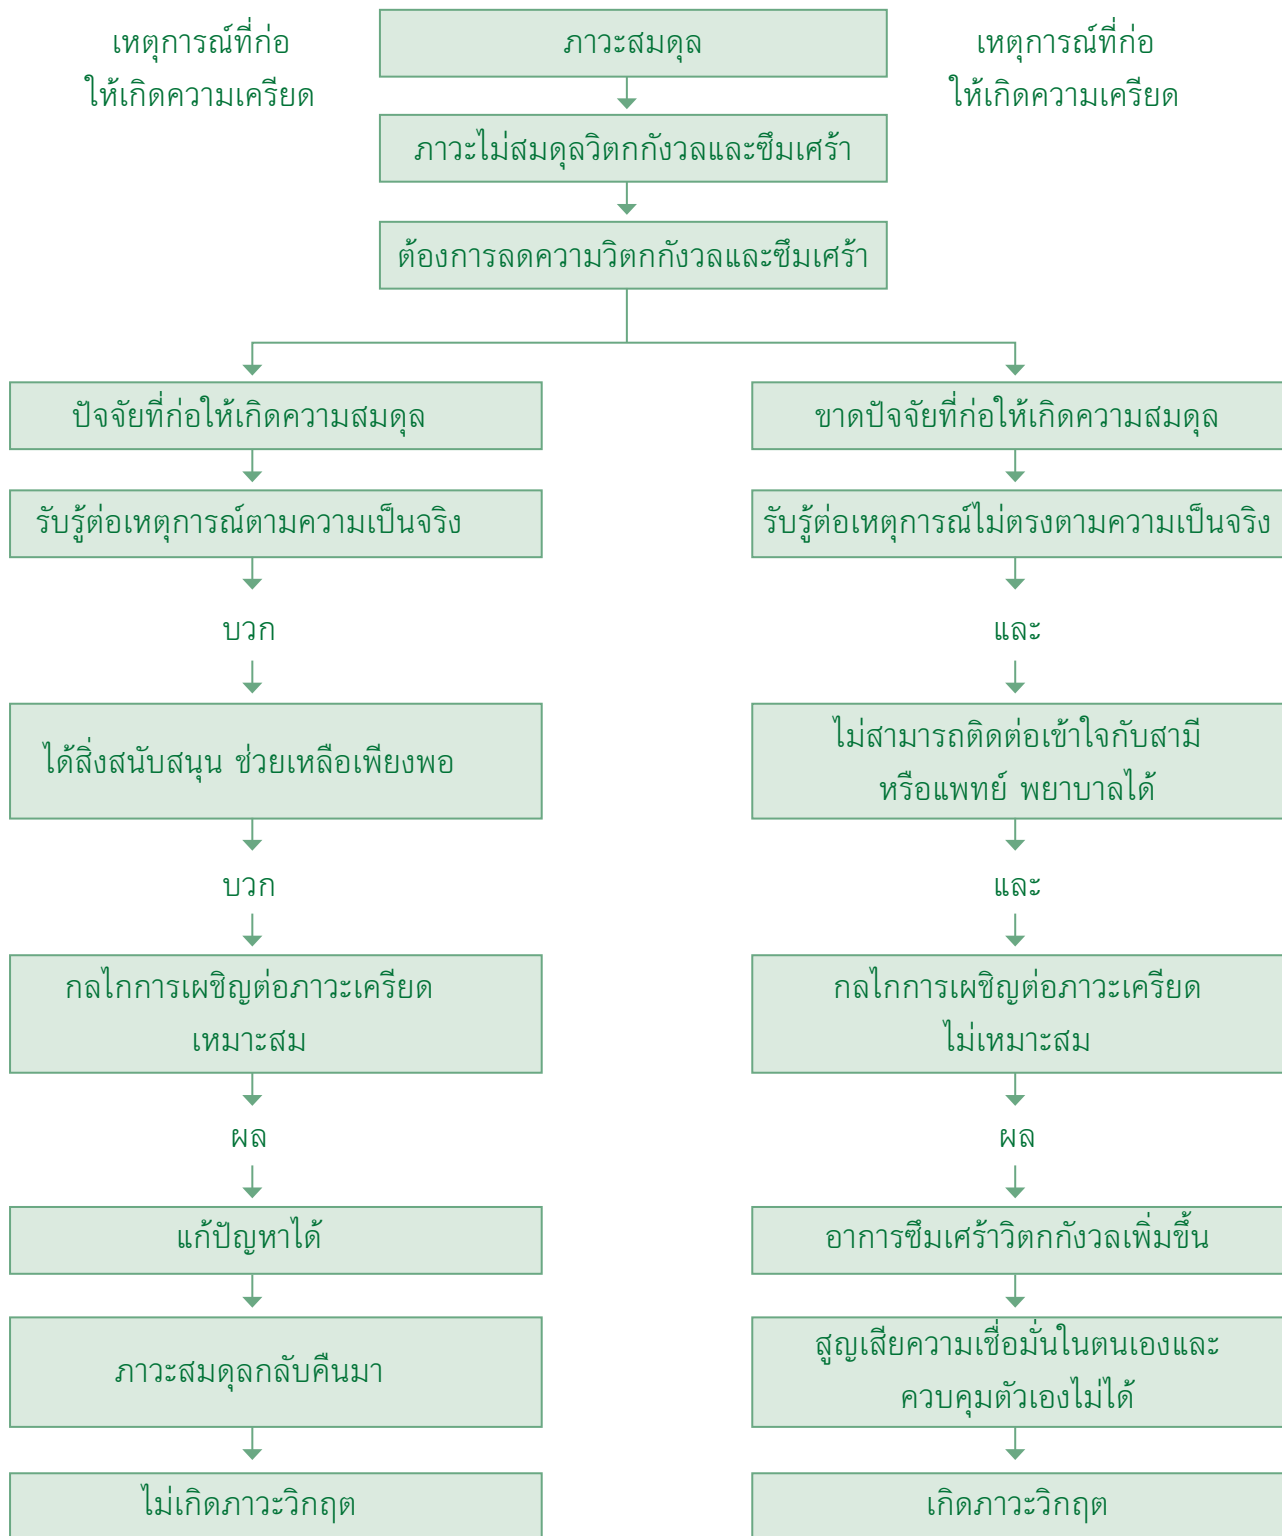 เหตุการณ์ที่ก่อ
ให้เกิดความเครียด
ภาวะสมดุล
เหตุการณ์ที่ก่อ
ให้เกิดความเครียด
ภาวะไม่สมดุลวิตกกังวลและซึมเศร้า
ต้องการลดความวิตกกังวลและซึมเศร้า
ปัจจัยที่ก่อให้เกิดความสมดุล
รับรู้ต่อเหตุการณ์ตามความเป็นจริง
บวก
ได้สิ่งสนับสนุน ช่วยเหลือเพียงพอ
บวก
กลไกการเผชิญต่อภาวะเครียด
เหมาะสม
ผล
แก้ปัญหาได้
ภาวะสมดุลกลับคืนมา
ไม่เกิดภาวะวิกฤต
ขาดปัจจัยที่ก่อให้เกิดความสมดุล
รับรู้ต่อเหตุการณ์ไม่ตรงตามความเป็นจริง
และ
ไม่สามารถติดต่อเข้าใจกับสามี
หรือแพทย์ พยาบาลได้
และ
กลไกการเผชิญต่อภาวะเครียด
ไม่เหมาะสม
ผล
อาการซึมเศร้าวิตกกังวลเพิ่มขึ้น
สูญเสียความเชื่อมั่นในตนเองและ
ควบคุมตัวเองไม่ได้
เกิดภาวะวิกฤต